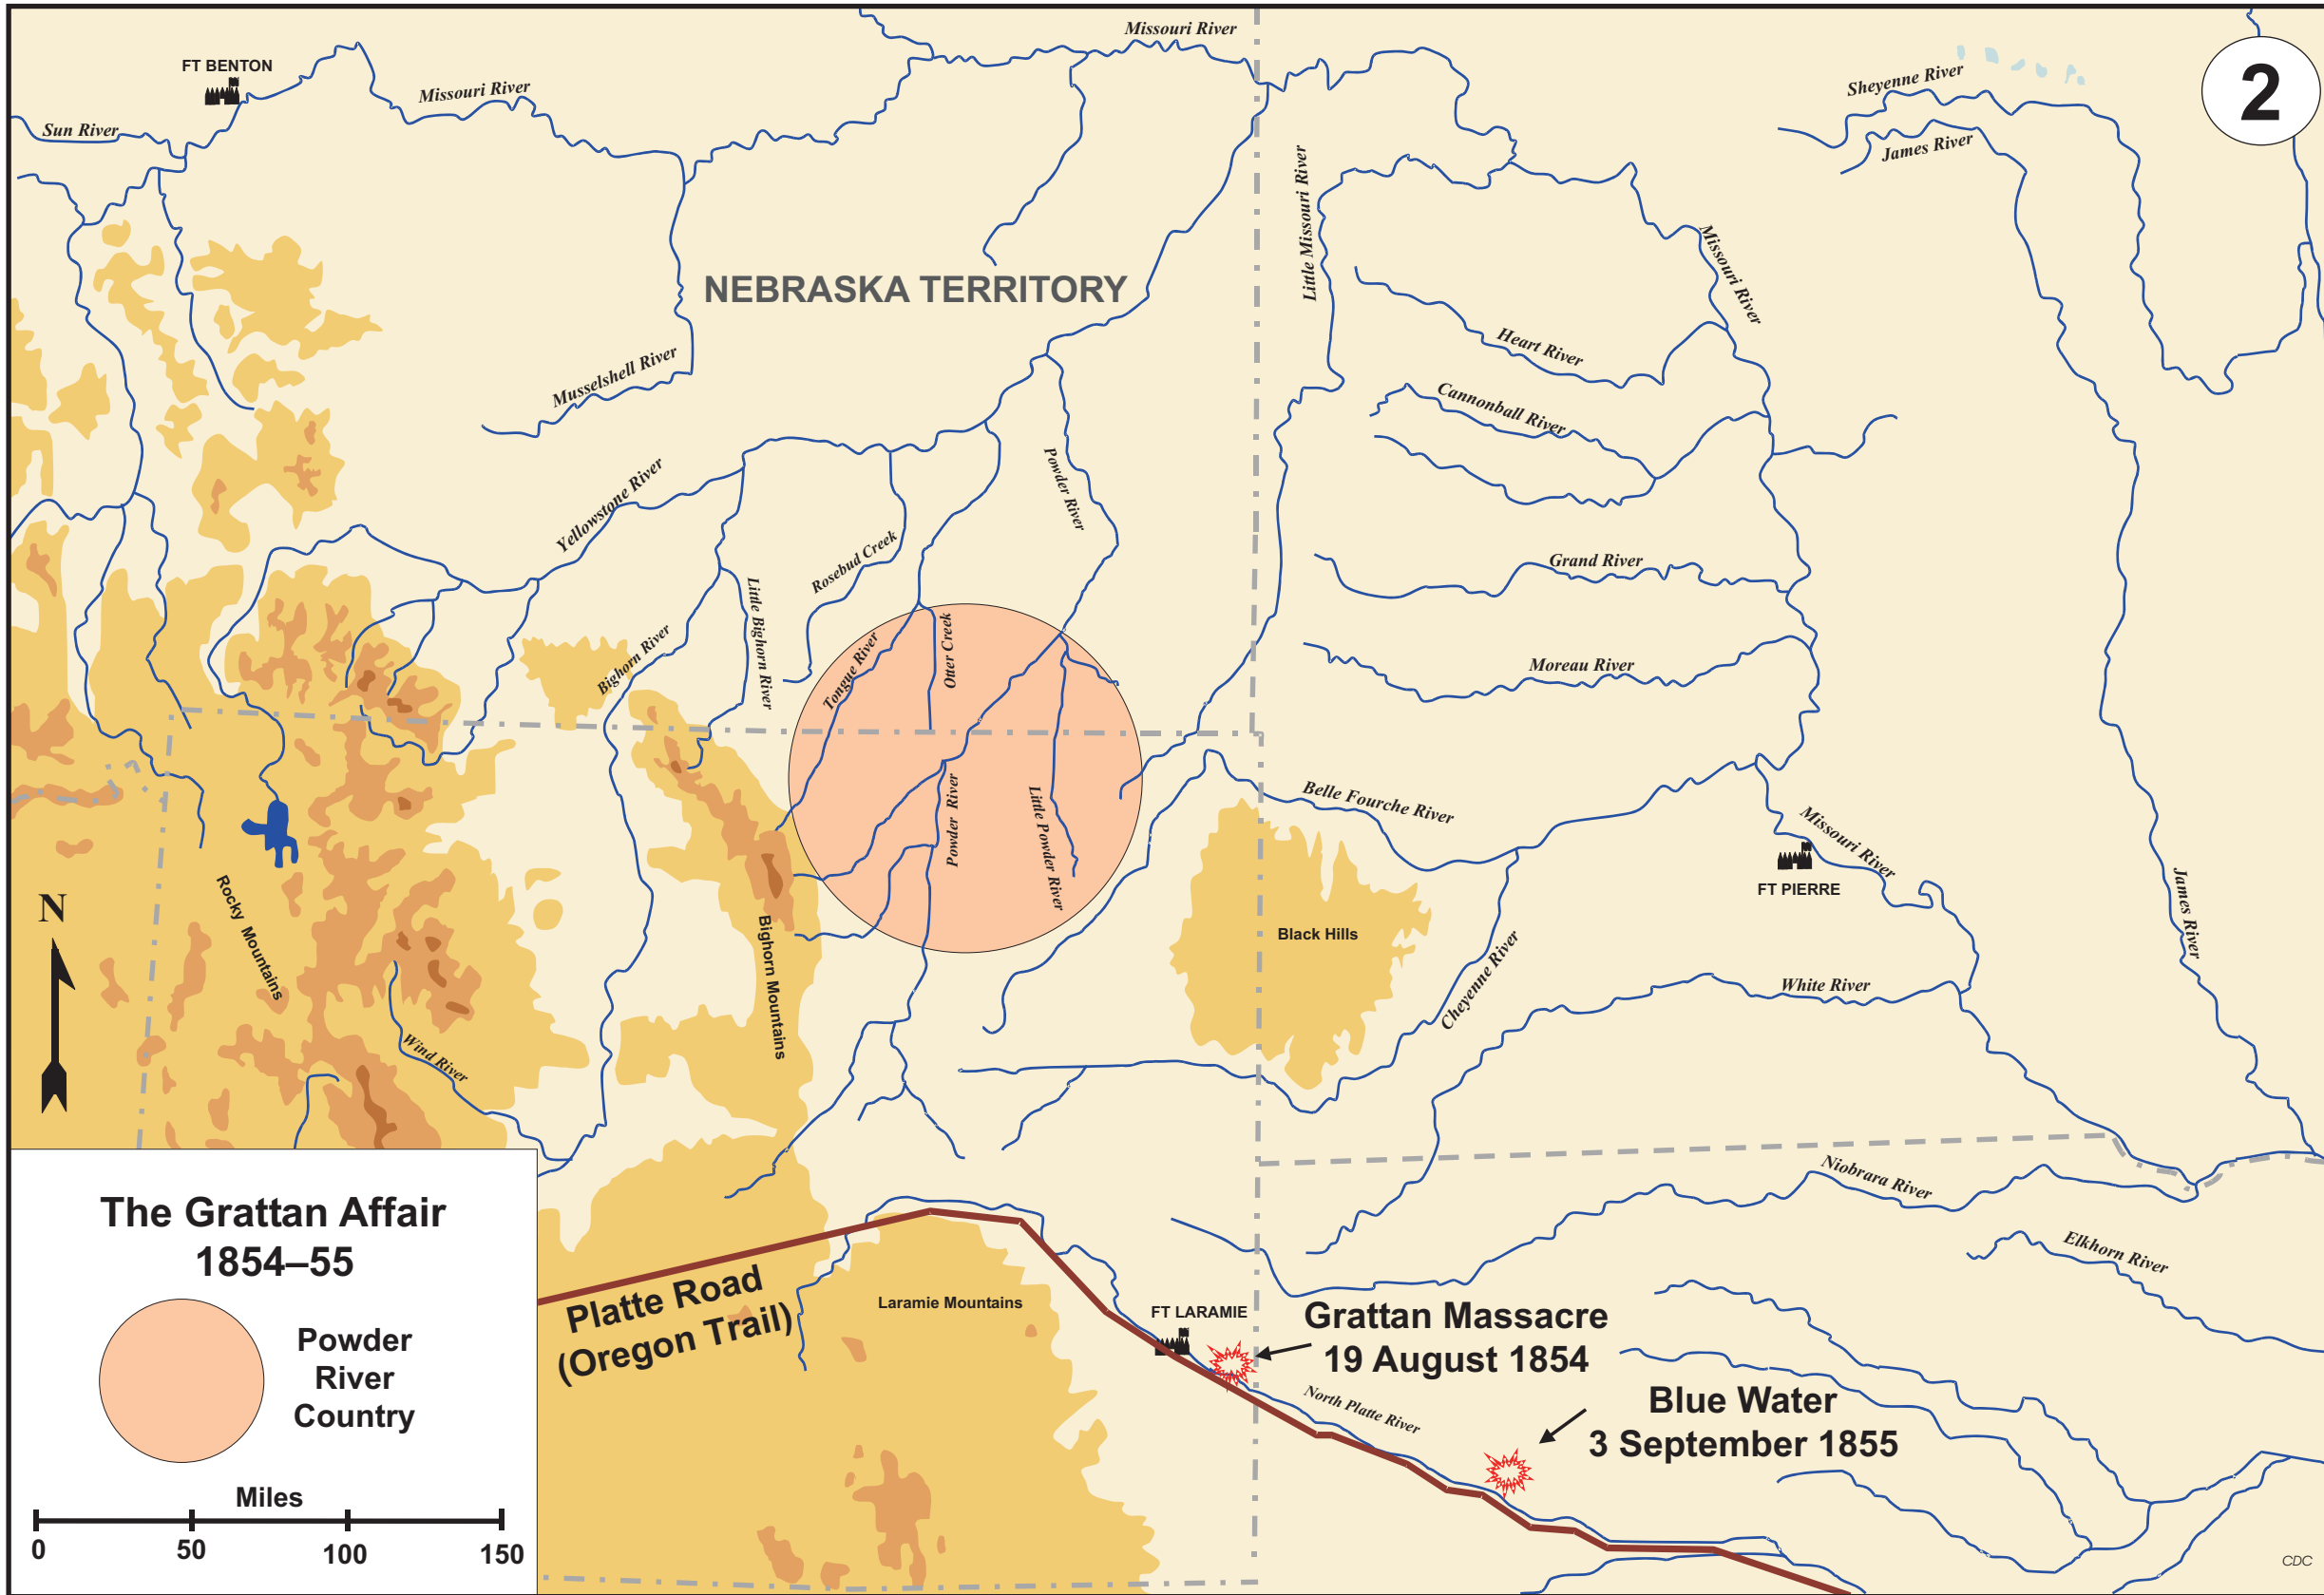 Missouri River
FT BENTON
Missouri River
Sun River
2
Sheyenne River
James River
Little Missouri River
Missouri River
NEBRASKA TERRITORY
Heart River
Musselshell River
Cannonball River
Yellowstone River
Powder River
Rosebud Creek
Grand River
Little Bighorn River
Bighorn River
Tongue River
Otter Creek
Moreau River
Belle Fourche River
Powder River
Little Powder River
Missouri River
FT PIERRE
James River
N
Rocky Mountains
Bighorn Mountains
Black Hills
Cheyenne River
White River
Wind River
Niobrara River
Elkhorn River
The Grattan Affair
1854–55
Powder
River
Country
Miles
0 50 100 150
Platte Road
(Oregon Trail)
Laramie Mountains
FT LARAMIE
Grattan Massacre
19 August 1854
North Platte River
Blue Water
3 September 1855
CDC